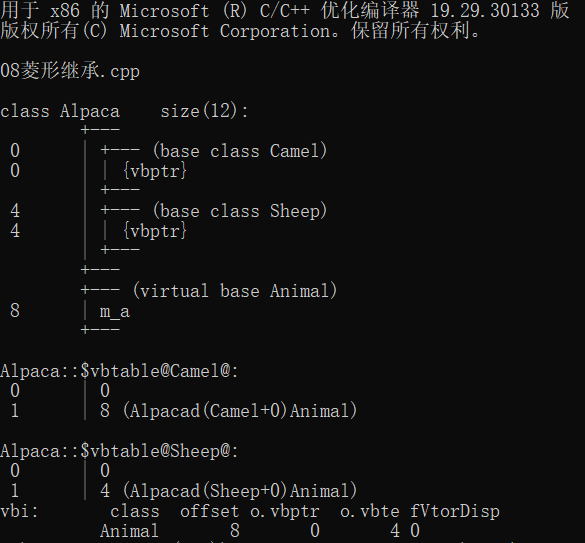 用于 x86 的 Microsoft (R) C/C++ 优化编译器 19.29.30133 版
版权所有(C) Microsoft Corporation。保留所有权利。

08菱形继承.cpp

class Alpaca    size(12):
        +---
 0      | +--- (base class Camel)
 0      | | {vbptr}
        | +---
 4      | +--- (base class Sheep)
 4      | | {vbptr}
        | +---
        +---
        +--- (virtual base Animal)
 8      | m_a
        +---

Alpaca::$vbtable@Camel@:
 0      | 0
 1      | 8 (Alpacad(Camel+0)Animal)

Alpaca::$vbtable@Sheep@:
 0      | 0
 1      | 4 (Alpacad(Sheep+0)Animal)
vbi:       class  offset o.vbptr  o.vbte fVtorDisp
          Animal       8       0       4 0